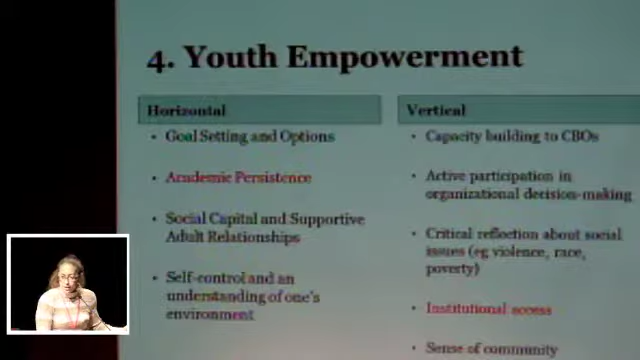 4. Youth Empowerment
Horizontal
• Goal Setting and Options
• Academic Persistence
• Social Capital and Supportive
Adult Relationships
• Self-control and an
understanding of one's
environment
Vertical
• Capacity building to CBOs
• Active participation in
organizational decision-making
• Critical reflection about social
issues (eg violence, race,
poverty)
• Institutional access
• Sense of community